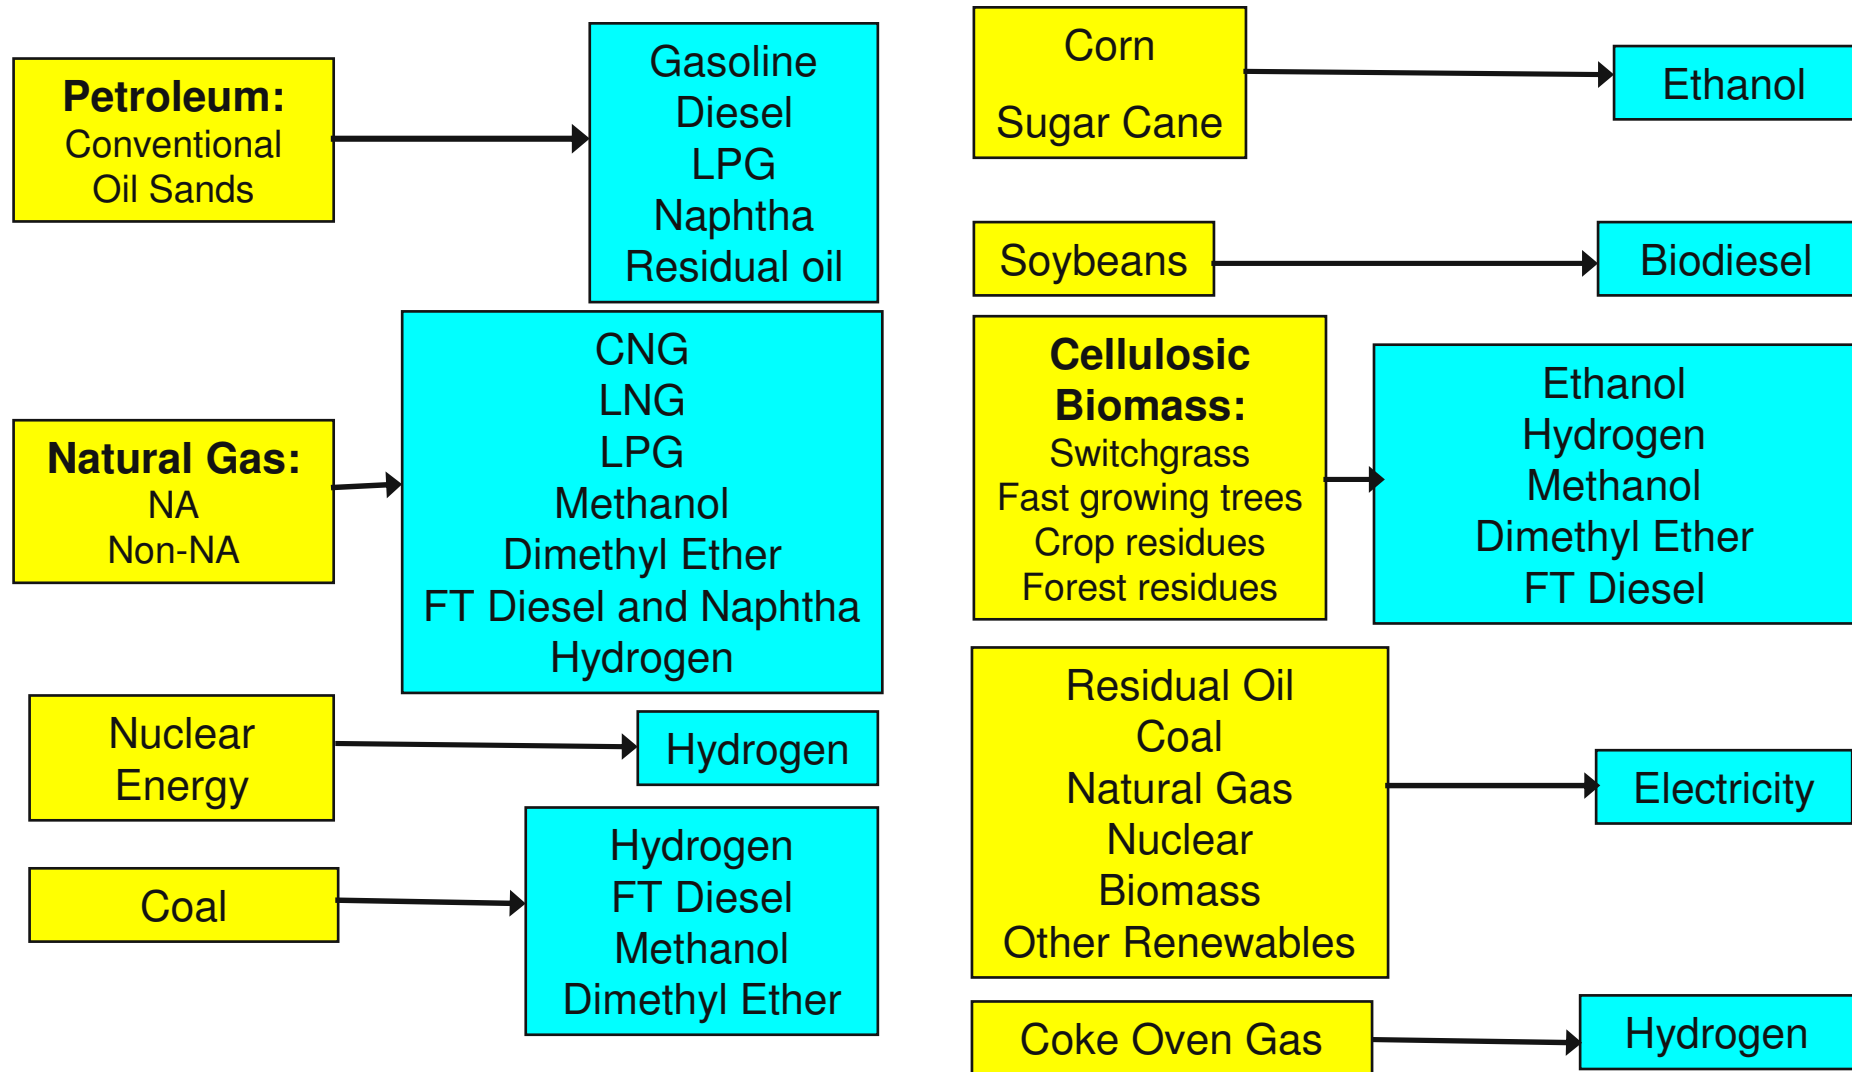 Petroleum:
Conventional
Oil Sands
Gasoline
Diesel
LPG
Naphtha
Residual oil
Natural Gas:
NA
Non-NA
CNG
LNG
LPG
Methanol
Dimethyl Ether
FT Diesel and Naphtha
Hydrogen
Nuclear
Energy
Hydrogen
Coal
Hydrogen
FT Diesel
Methanol
Dimethyl Ether
Corn
Sugar Cane
Ethanol
Soybeans
Biodiesel
Cellulosic
Biomass:
Switchgrass
Fast growing trees
Crop residues
Forest residues
Ethanol
Hydrogen
Methanol
Dimethyl Ether
FT Diesel
Residual Oil
Coal
Natural Gas
Nuclear
Biomass
Other Renewables
Electricity
Coke Oven Gas
Hydrogen